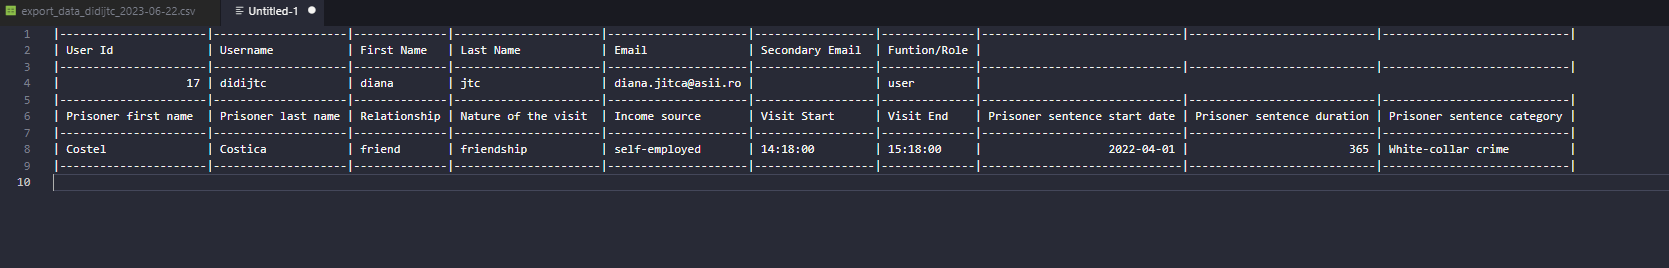 export_data_didijtc_2023-06-22.csv Untitled-1
1 |-----------------------|--------------------|--------------|----------------------|---------------------|------------------|--------------|------------------------------|----------------------------|----------------------------|
2 | User Id | Username | First Name | Last Name | Email | Secondary Email | Funtion/Role |
3 |-----------------------|--------------------|--------------|----------------------|---------------------|------------------|--------------|------------------------------|----------------------------|----------------------------|
4 | 17 | didijtc | diana | jtc | diana.jitca@asii.ro | | user |
5 |-----------------------|--------------------|--------------|----------------------|---------------------|------------------|--------------|------------------------------|----------------------------|----------------------------|
6 | Prisoner first name | Prisoner last name | Relationship | Nature of the visit | Income source | Visit Start | Visit End | Prisoner sentence start date | Prisoner sentence duration | Prisoner sentence category |
7 |-----------------------|--------------------|--------------|----------------------|---------------------|------------------|--------------|------------------------------|----------------------------|----------------------------|
8 | Costel | Costica | friend | friendship | self-employed | 14:18:00 | 15:18:00 | 2022-04-01 | 365 | White-collar crime |
9 |-----------------------|--------------------|--------------|----------------------|---------------------|------------------|--------------|------------------------------|----------------------------|----------------------------|
10